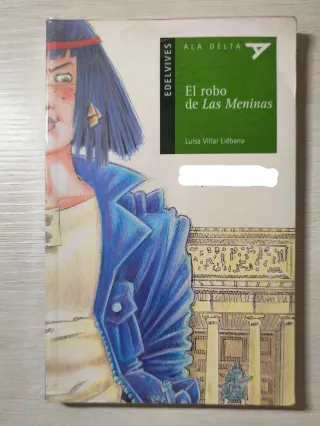 EDELVIVES
ALA DELTA
El robo
de Las Meninas
Luisa Villar Liébana